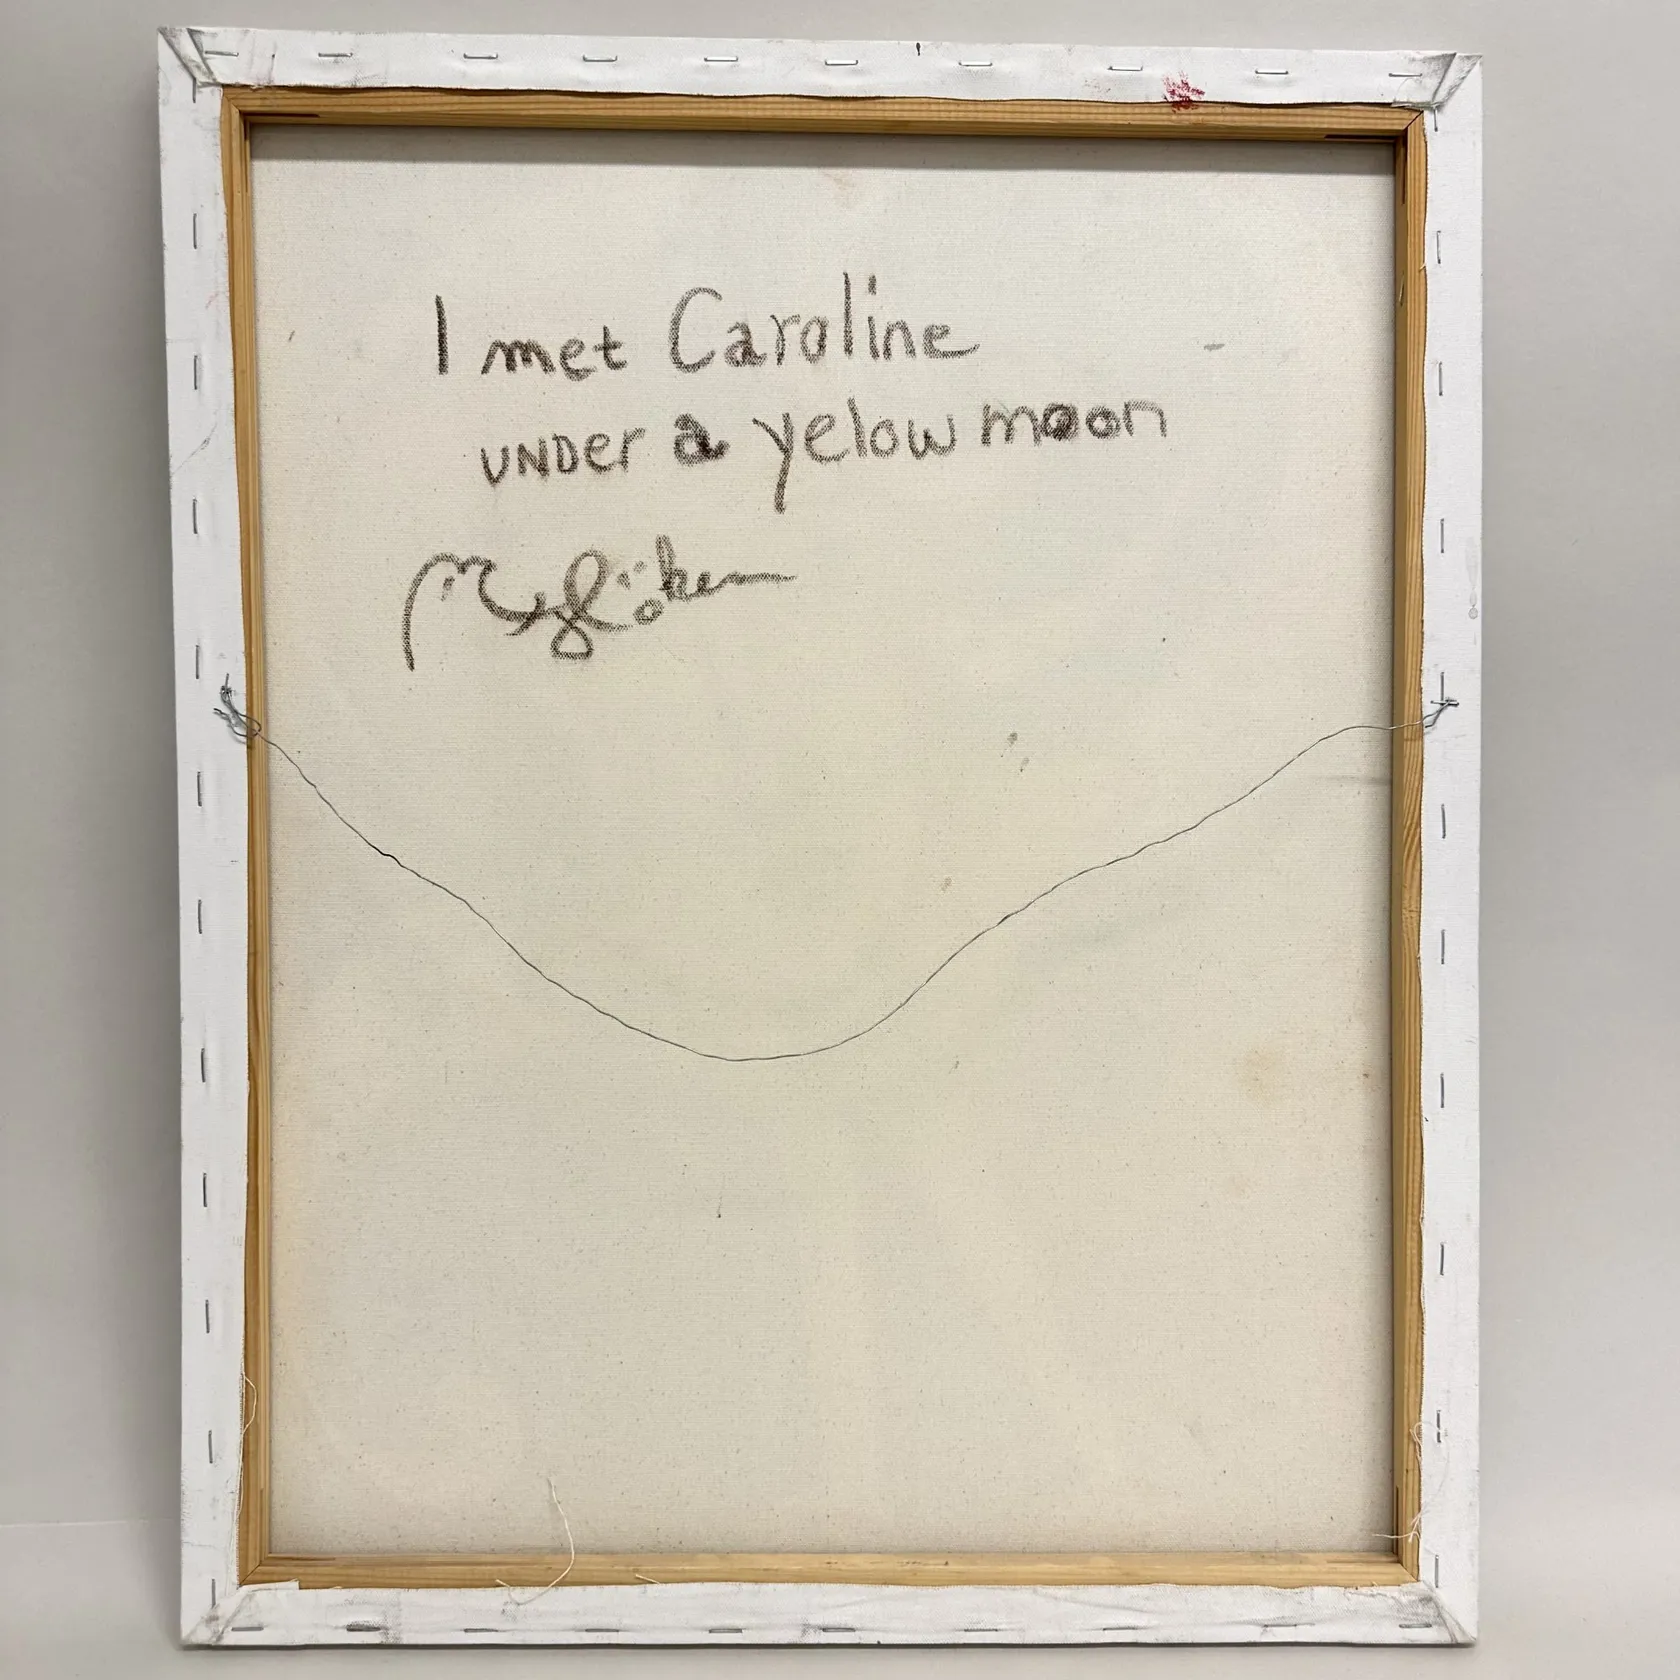 I met Caroline
under a yelow moon